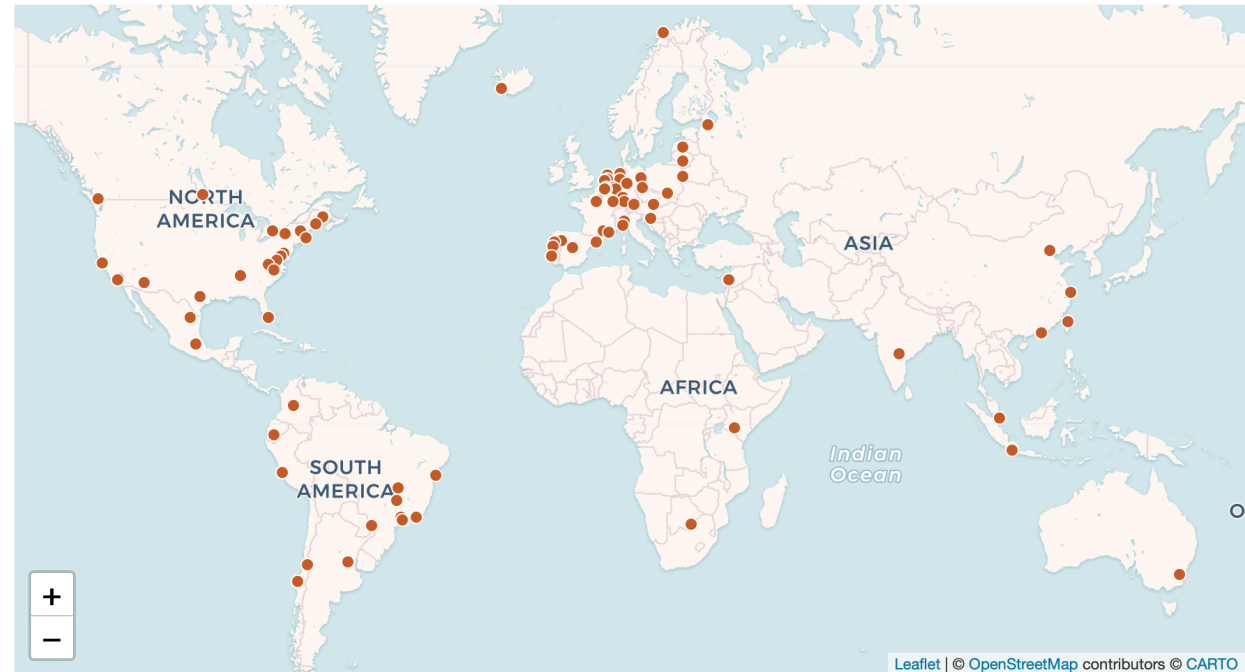 NORTH
AMERICA
ASIA
AFRICA
Indian
Ocean
SOUTH
AMERICA
O
+
−
Leaflet | © OpenStreetMap contributors © CARTO